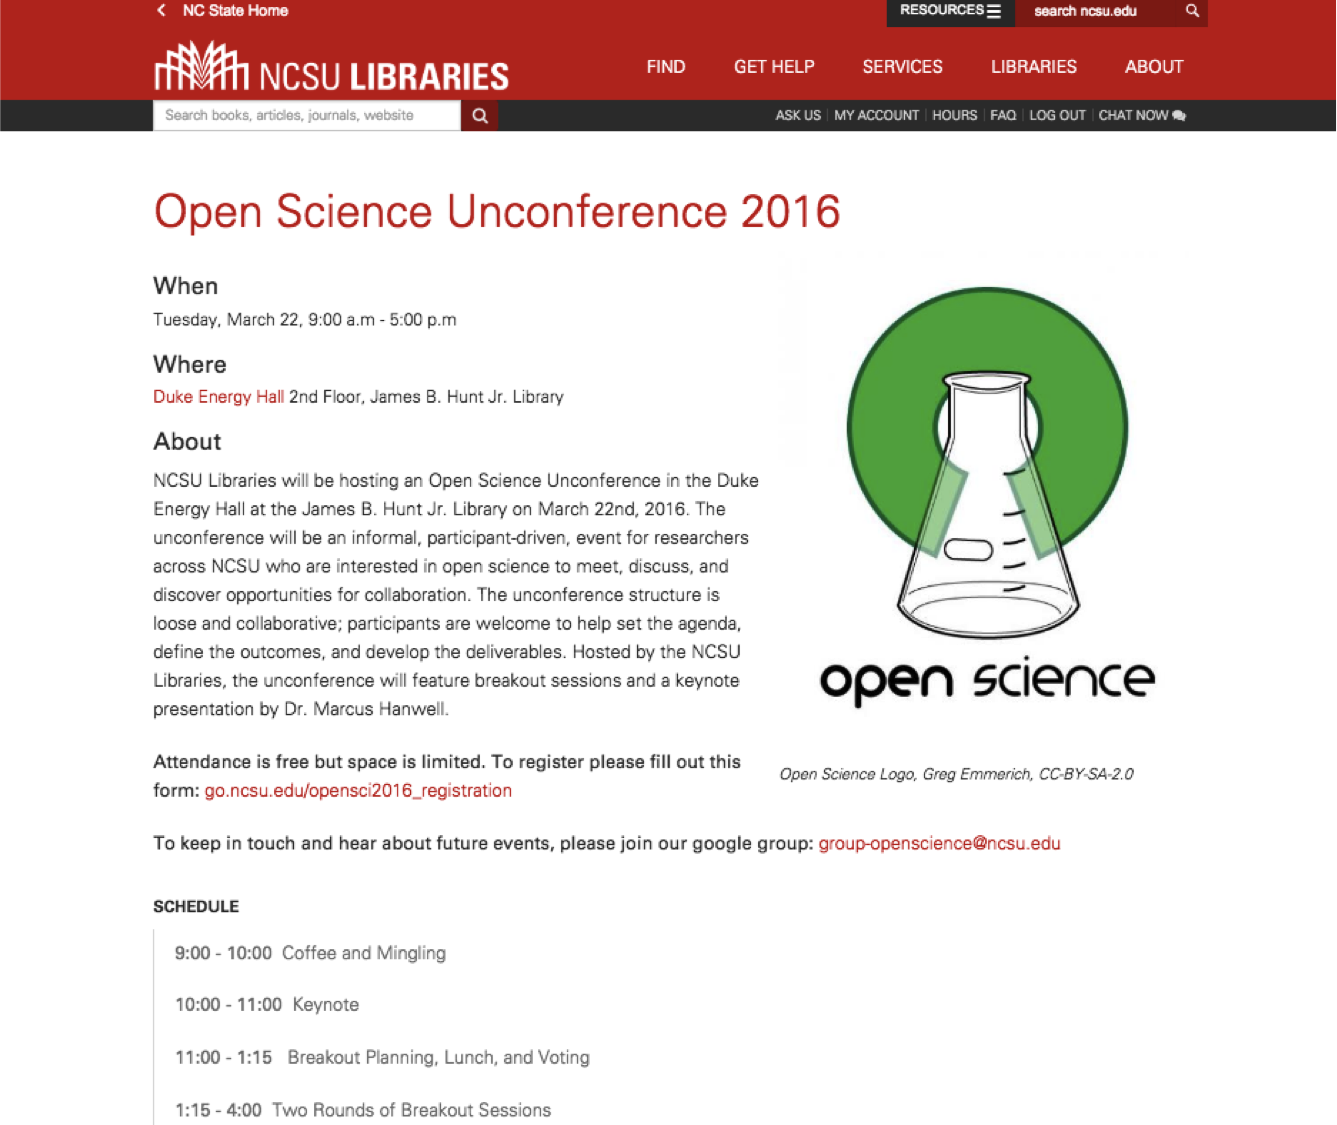 NC State Home
RESOURCES
search ncsu.edu
NCSU LIBRARIES
FIND
GET HELP
SERVICES
LIBRARIES
ABOUT
Search books, articles, journals, website
ASK US | MY ACCOUNT | HOURS | FAQ | LOG OUT | CHAT NOW
Open Science Unconference 2016
When
Tuesday, March 22, 9:00 a.m - 5:00 p.m
Where
Duke Energy Hall 2nd Floor, James B. Hunt Jr. Library
About
NCSU Libraries will be hosting an Open Science Unconference in the Duke
Energy Hall at the James B. Hunt Jr. Library on March 22nd, 2016. The
unconference will be an informal, participant-driven, event for researchers
across NCSU who are interested in open science to meet, discuss, and
discover opportunities for collaboration. The unconference structure is
loose and collaborative; participants are welcome to help set the agenda,
define the outcomes, and develop the deliverables. Hosted by the NCSU
Libraries, the unconference will feature breakout sessions and a keynote
presentation by Dr. Marcus Hanwell.
open science
Open Science Logo, Greg Emmerich, CC-BY-SA-2.0
Attendance is free but space is limited. To register please fill out this
form: go.ncsu.edu/opensci2016_registration
To keep in touch and hear about future events, please join our google group: group-openscience@ncsu.edu
SCHEDULE
9:00 - 10:00 Coffee and Mingling
10:00 - 11:00 Keynote
11:00 - 1:15 Breakout Planning, Lunch, and Voting
1:15 - 4:00 Two Rounds of Breakout Sessions